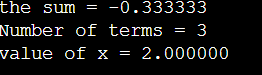 the sum = -0.333333
Number of terms = 3
value of x = 2.000000